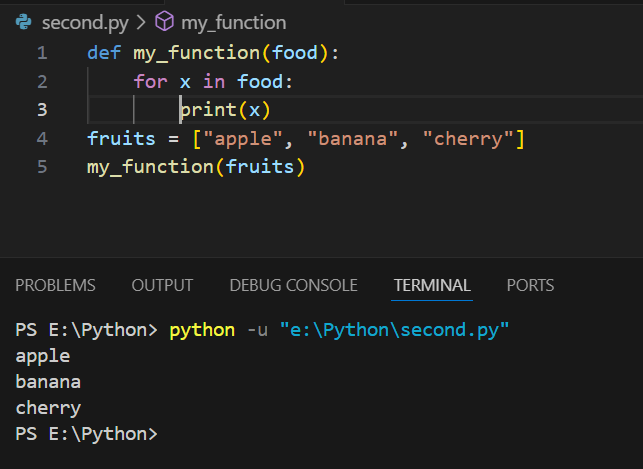 second.py > my_function
1 def my_function(food):
2     for x in food:
3         print(x)
4 fruits = ["apple", "banana", "cherry"]
5 my_function(fruits)
PROBLEMS OUTPUT DEBUG CONSOLE TERMINAL PORTS
PS E:\Python> python -u "e:\Python\second.py"
apple
banana
cherry
PS E:\Python>